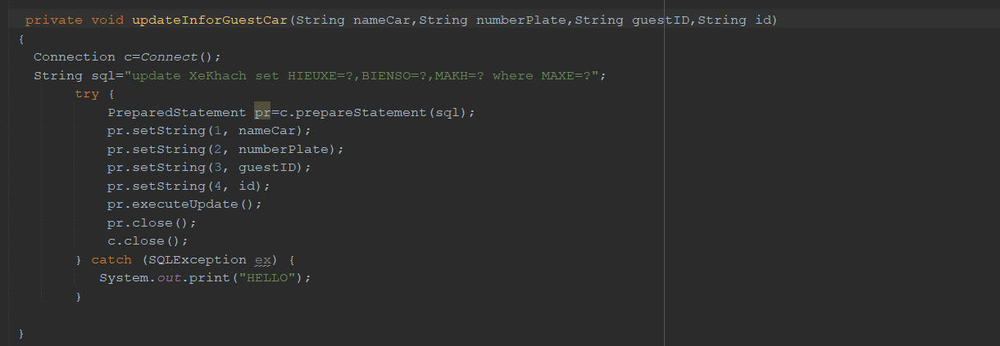 private void updateInforGuestCar(String nameCar,String numberPlate,String guestID,String id)
{
Connection c=Connect();
String sql="update XeKhach set HIEUXE=?,BIENSO=?,MAKH=? where MAXE=?";
try {
PreparedStatement pr=c.prepareStatement(sql);
pr.setString(1, nameCar);
pr.setString(2, numberPlate);
pr.setString(3, guestID);
pr.setString(4, id);
pr.executeUpdate();
pr.close();
c.close();
} catch (SQLException ex) {
System.out.print("HELLO");
}
}